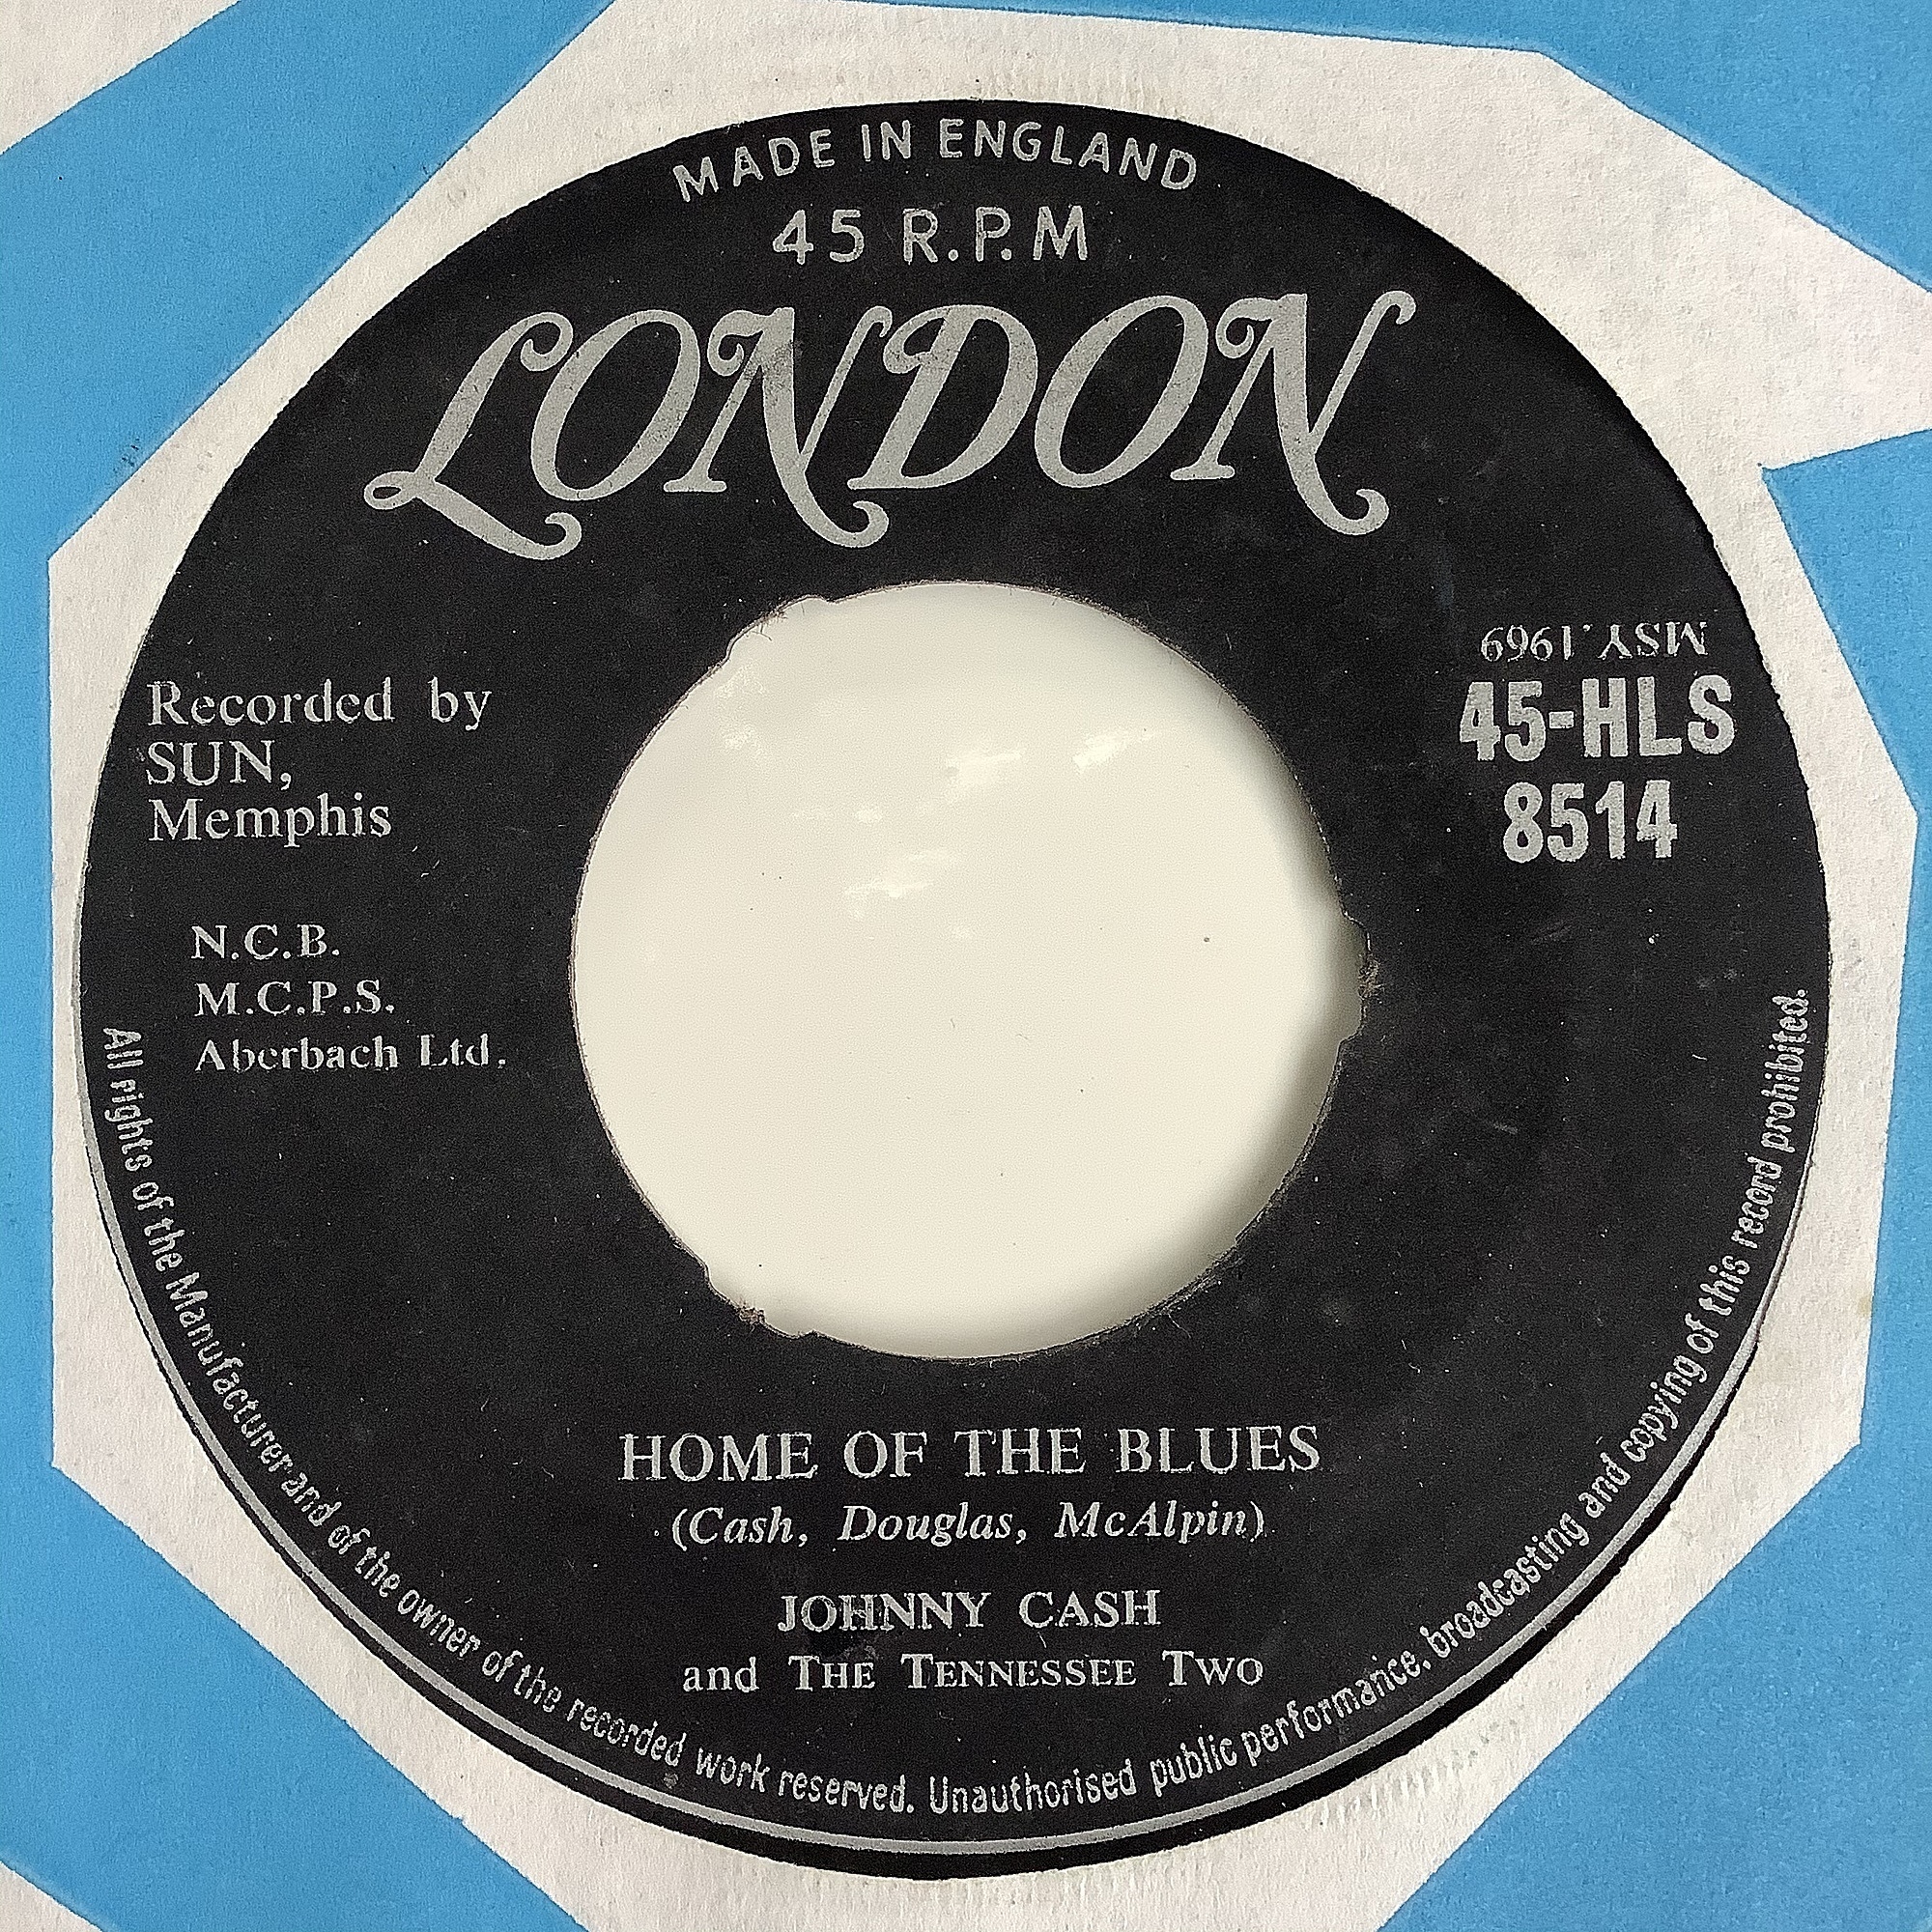 MADE IN ENGLAND
45 R.P.M
LONDON
Recorded by
SUN,
Memphis
N.C.B.
M.C.P.S.
Aberbach Ltd.
MSY.1969
45-HLS
8514
HOME OF THE BLUES
(Cash, Douglas, McAlpin)
JOHNNY CASH
and THE TENNESSEE TWO
All rights of the Manufacturer and of the owner of the recorded work reserved. Unauthorised public performance, broadcasting and copying of this record prohibited.